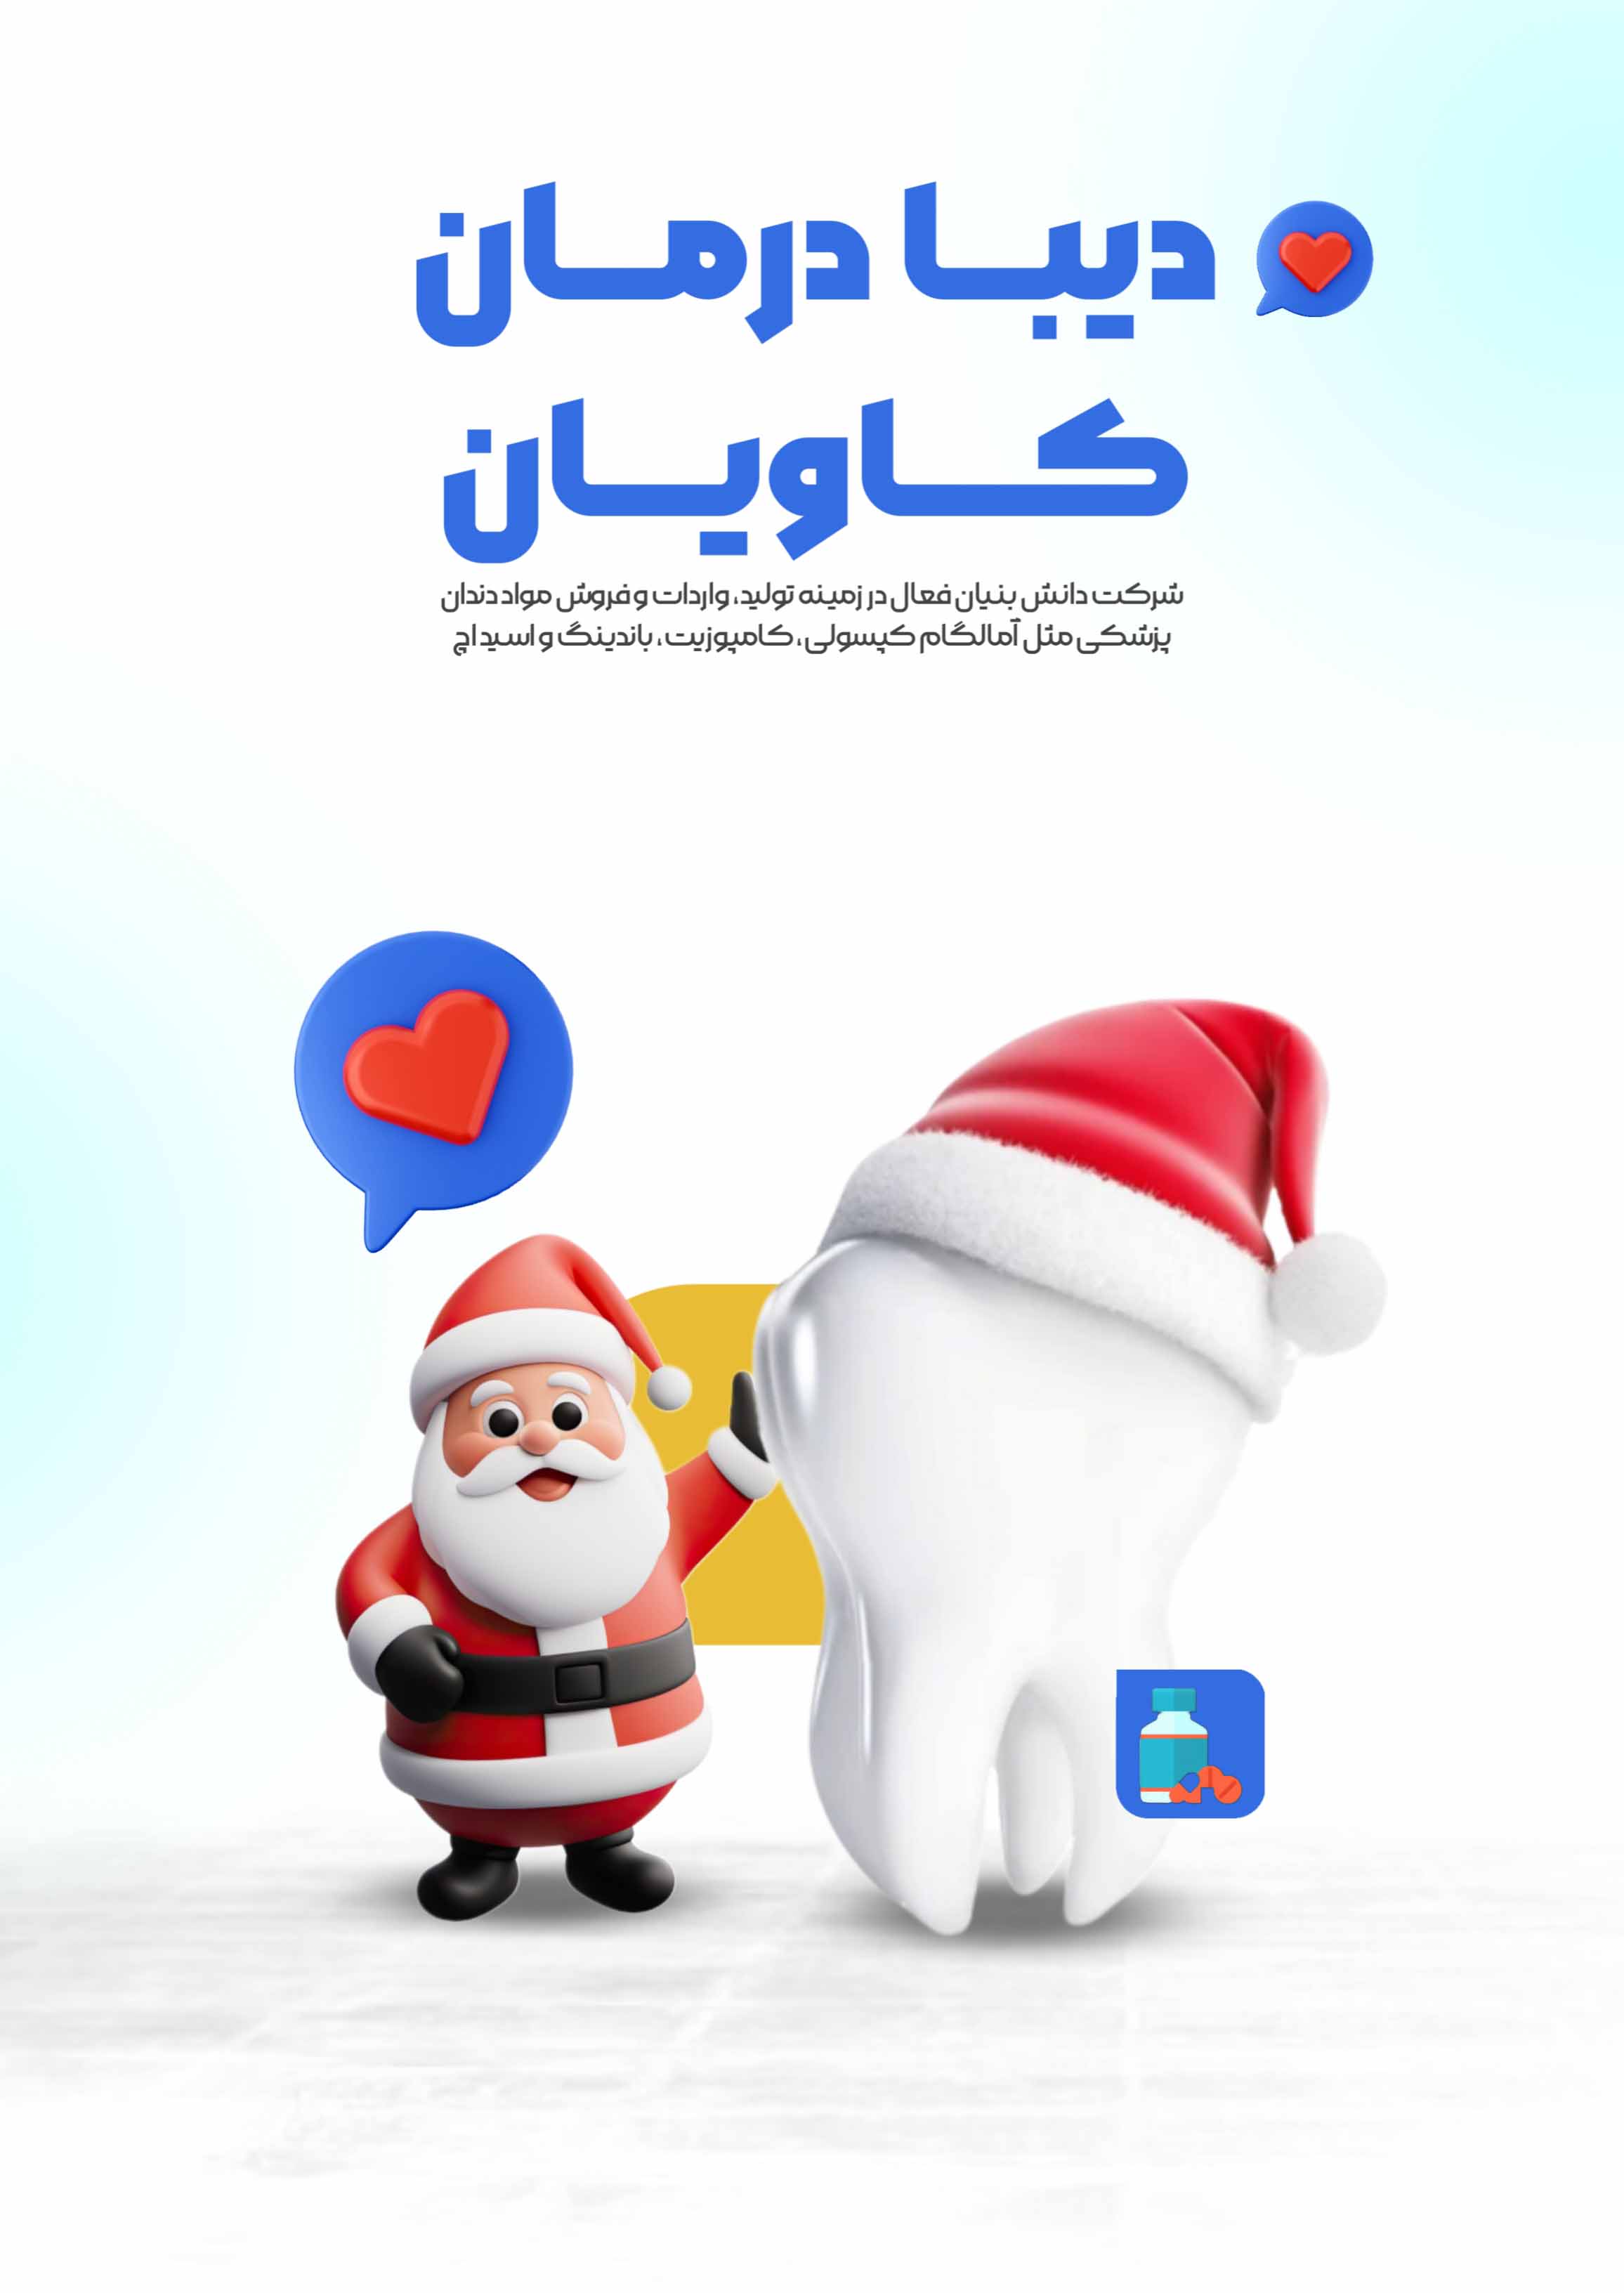 دیبا درمان
کاویان
شرکت دانش بنیان فعال در زمینه تولید، واردات و فروش مواد دندان
پزشکی مثل آمالگام کپسولی، کامپوزیت، باندینگ و اسید اچ